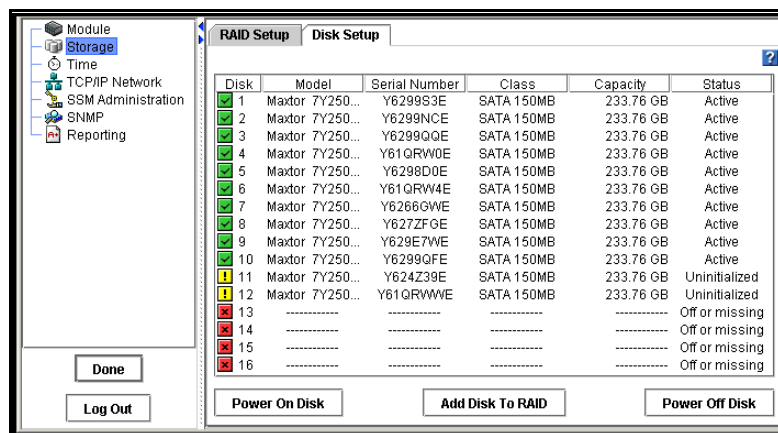 Module
Storage
Time
TCP/IP Network
SSM Administration
SNMP
Reporting
Done
Log Out
RAID Setup Disk Setup
?
Disk Model Serial Number Class Capacity Status
1 Maxtor 7Y250... Y6299S3E SATA 150MB 233.76 GB Active
2 Maxtor 7Y250... Y6299NCE SATA 150MB 233.76 GB Active
3 Maxtor 7Y250... Y6299QQE SATA 150MB 233.76 GB Active
4 Maxtor 7Y250... Y61QRW0E SATA 150MB 233.76 GB Active
5 Maxtor 7Y250... Y6298D0E SATA 150MB 233.76 GB Active
6 Maxtor 7Y250... Y61QRW4E SATA 150MB 233.76 GB Active
7 Maxtor 7Y250... Y6266GWE SATA 150MB 233.76 GB Active
8 Maxtor 7Y250... Y627ZFGE SATA 150MB 233.76 GB Active
9 Maxtor 7Y250... Y629E7WE SATA 150MB 233.76 GB Active
10 Maxtor 7Y250... Y6299QFE SATA 150MB 233.76 GB Active
11 Maxtor 7Y250... Y624Z39E SATA 150MB 233.76 GB Uninitialized
12 Maxtor 7Y250... Y61QRWWE SATA 150MB 233.76 GB Uninitialized
13 ----------- ----------- ----------- ----------- Off or missing
14 ----------- ----------- ----------- ----------- Off or missing
15 ----------- ----------- ----------- ----------- Off or missing
16 ----------- ----------- ----------- ----------- Off or missing
Power On Disk Add Disk To RAID Power Off Disk